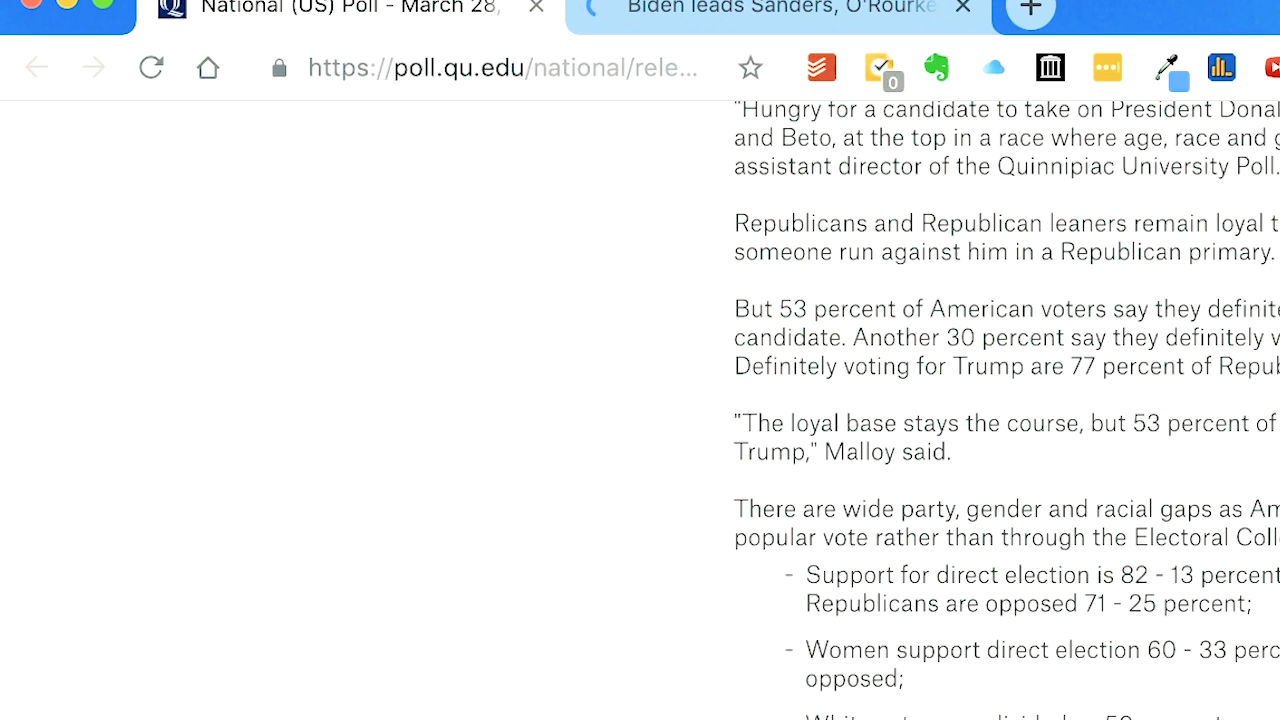 National (US) Poll - March 28,
Biden leads Sanders, O'Rourke
https://poll.qu.edu/national/rele...
0
"Hungry for a candidate to take on President Donal
and Beto, at the top in a race where age, race and g
assistant director of the Quinnipiac University Poll.
Republicans and Republican leaners remain loyal t
someone run against him in a Republican primary.
But 53 percent of American voters say they definite
candidate. Another 30 percent say they definitely v
Definitely voting for Trump are 77 percent of Repub
"The loyal base stays the course, but 53 percent of
Trump," Malloy said.
There are wide party, gender and racial gaps as Am
popular vote rather than through the Electoral Coll
- Support for direct election is 82 - 13 percent
Republicans are opposed 71 - 25 percent;
- Women support direct election 60 - 33 perc
opposed;